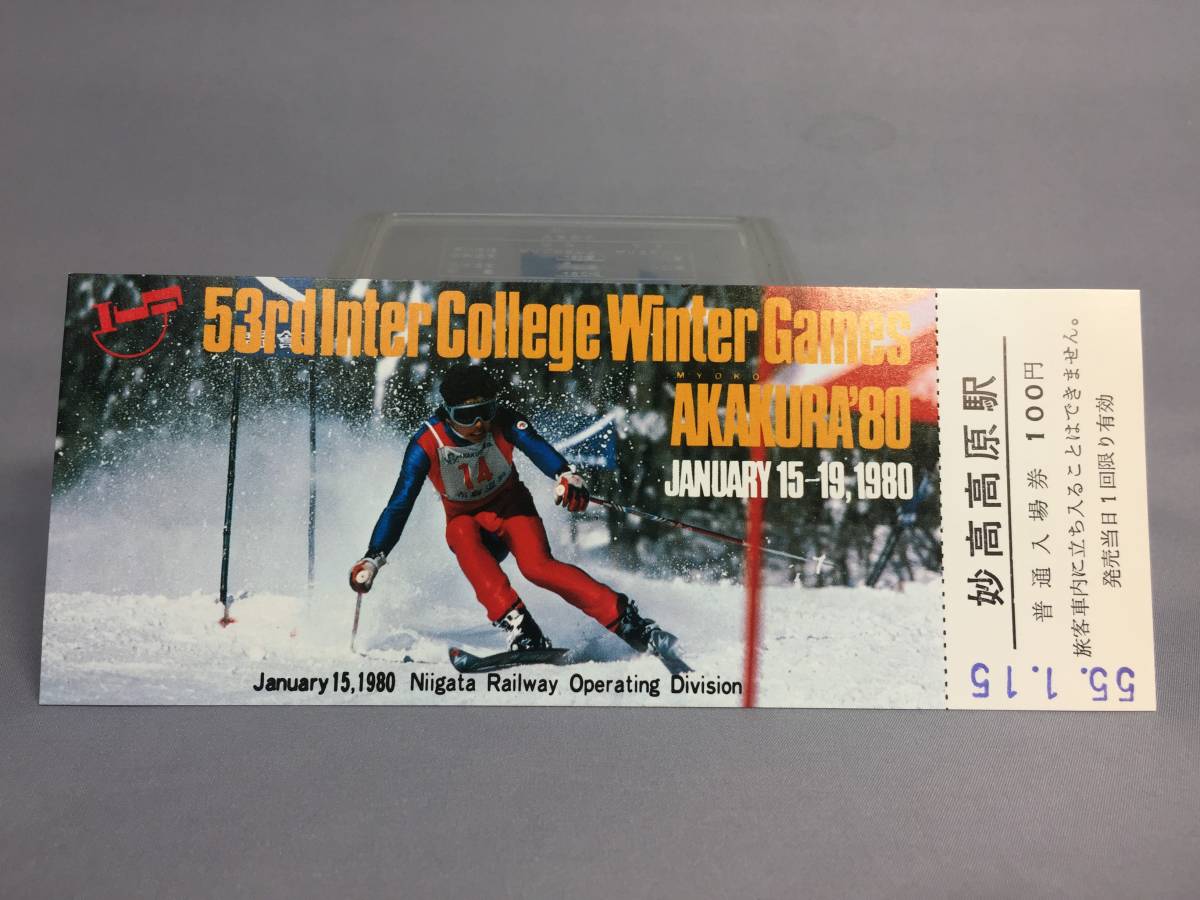 53rd Inter College Winter Games
MYOKO
AKAKURA'80
JANUARY 15-19, 1980
14
January 15, 1980 Niigata Railway Operating Division
妙高高原駅
普通入場券 100円
旅客車内に立ち入ることはできません。
発売当日1回限り有効
55. 1. 15